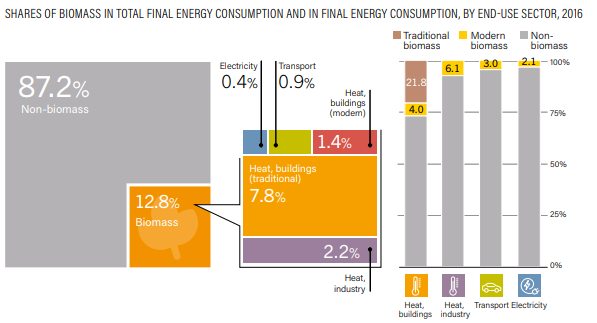 SHARES OF BIOMASS IN TOTAL FINAL ENERGY CONSUMPTION AND IN FINAL ENERGY CONSUMPTION, BY END-USE SECTOR, 2016
Traditional
biomass
Modern
biomass
Non-
biomass
87.2%
Non-biomass
12.8%
Biomass
Electricity
0.4%
Transport
0.9%
Heat,
buildings
(modern)
1.4%
Heat, buildings
(traditional)
7.8%
2.2%
Heat,
industry
21.8
4.0
6.1
3.0
2.1
100%
75%
50%
25%
0%
Heat,
buildings
Heat,
industry
Transport
Electricity